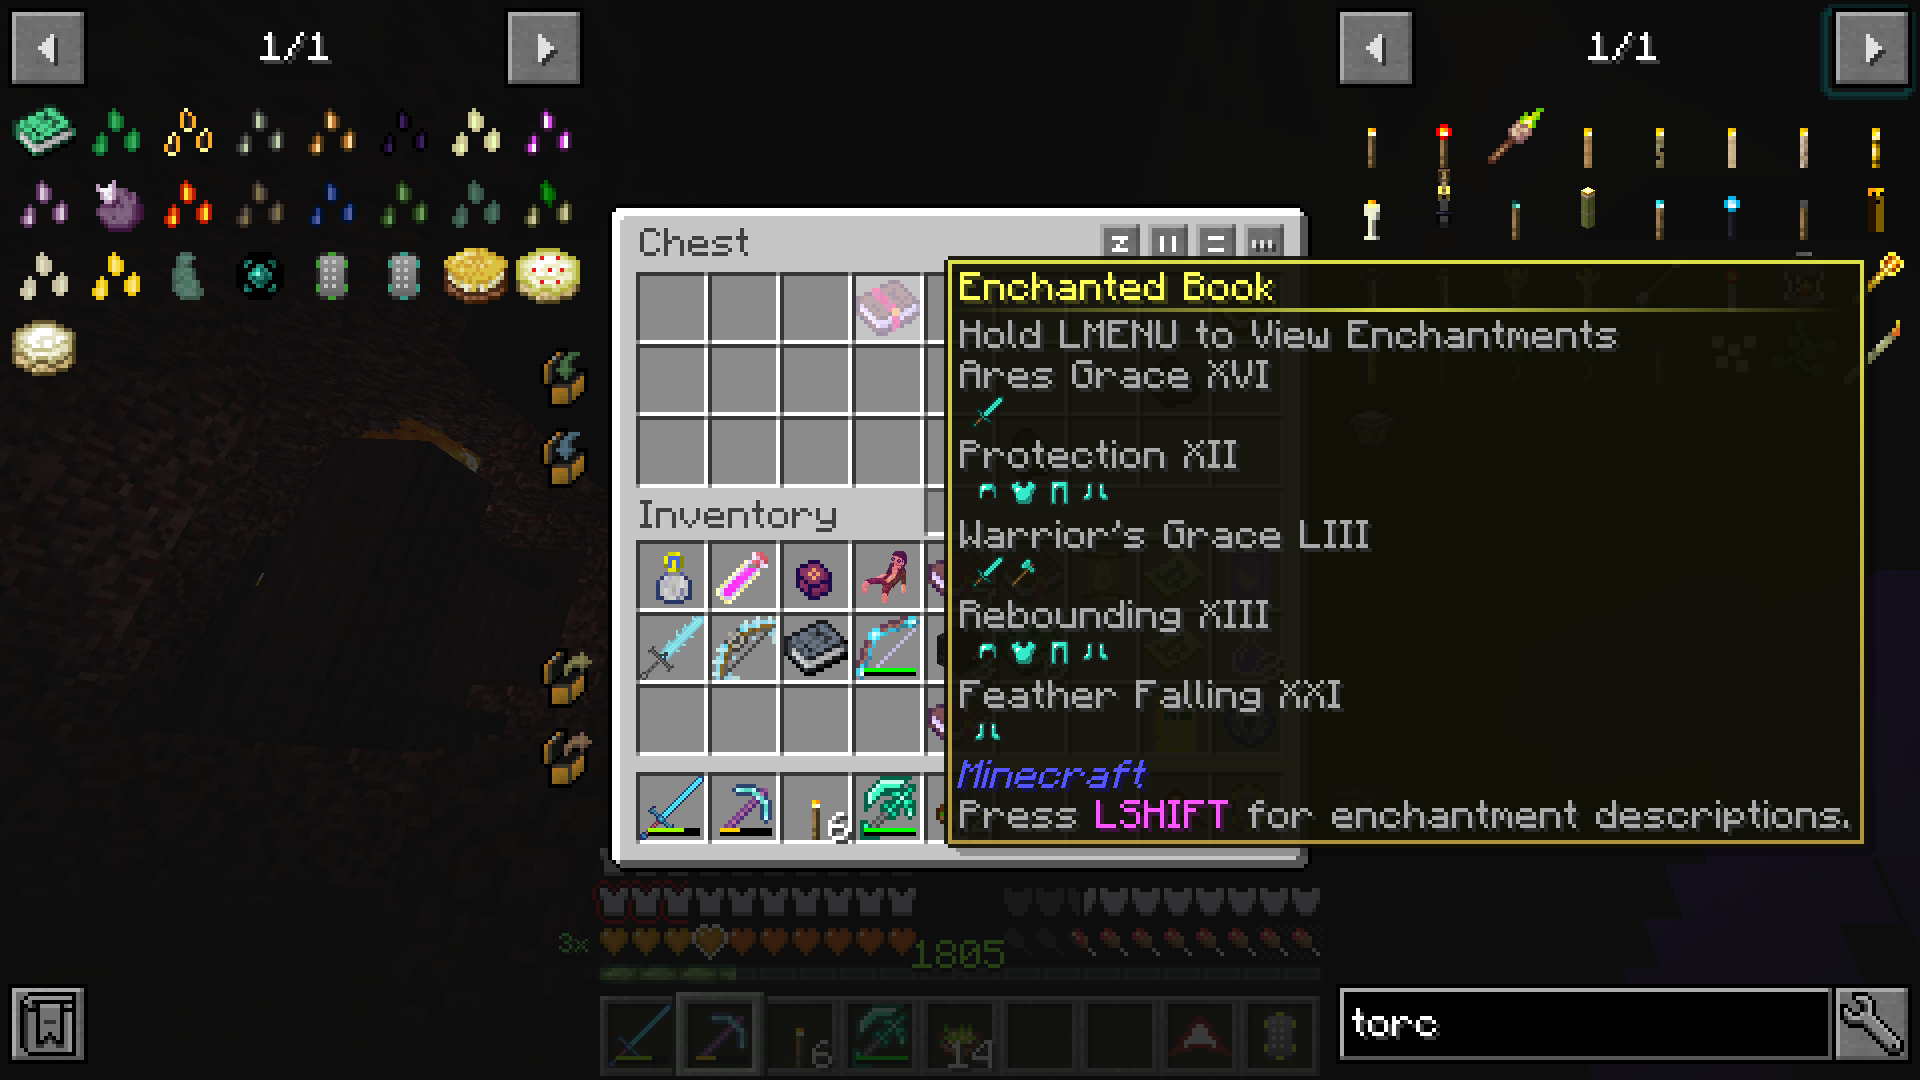 1/1
1/1
Chest
Enchanted Book
Hold LMENU to View Enchantments
Ares Grace XVI
Protection XII
Warrior's Grace LIII
Rebounding XIII
Feather Falling XXI
Minecraft
Press LSHIFT for enchantment descriptions.
Inventory
6
3x
1805
6
14
torc